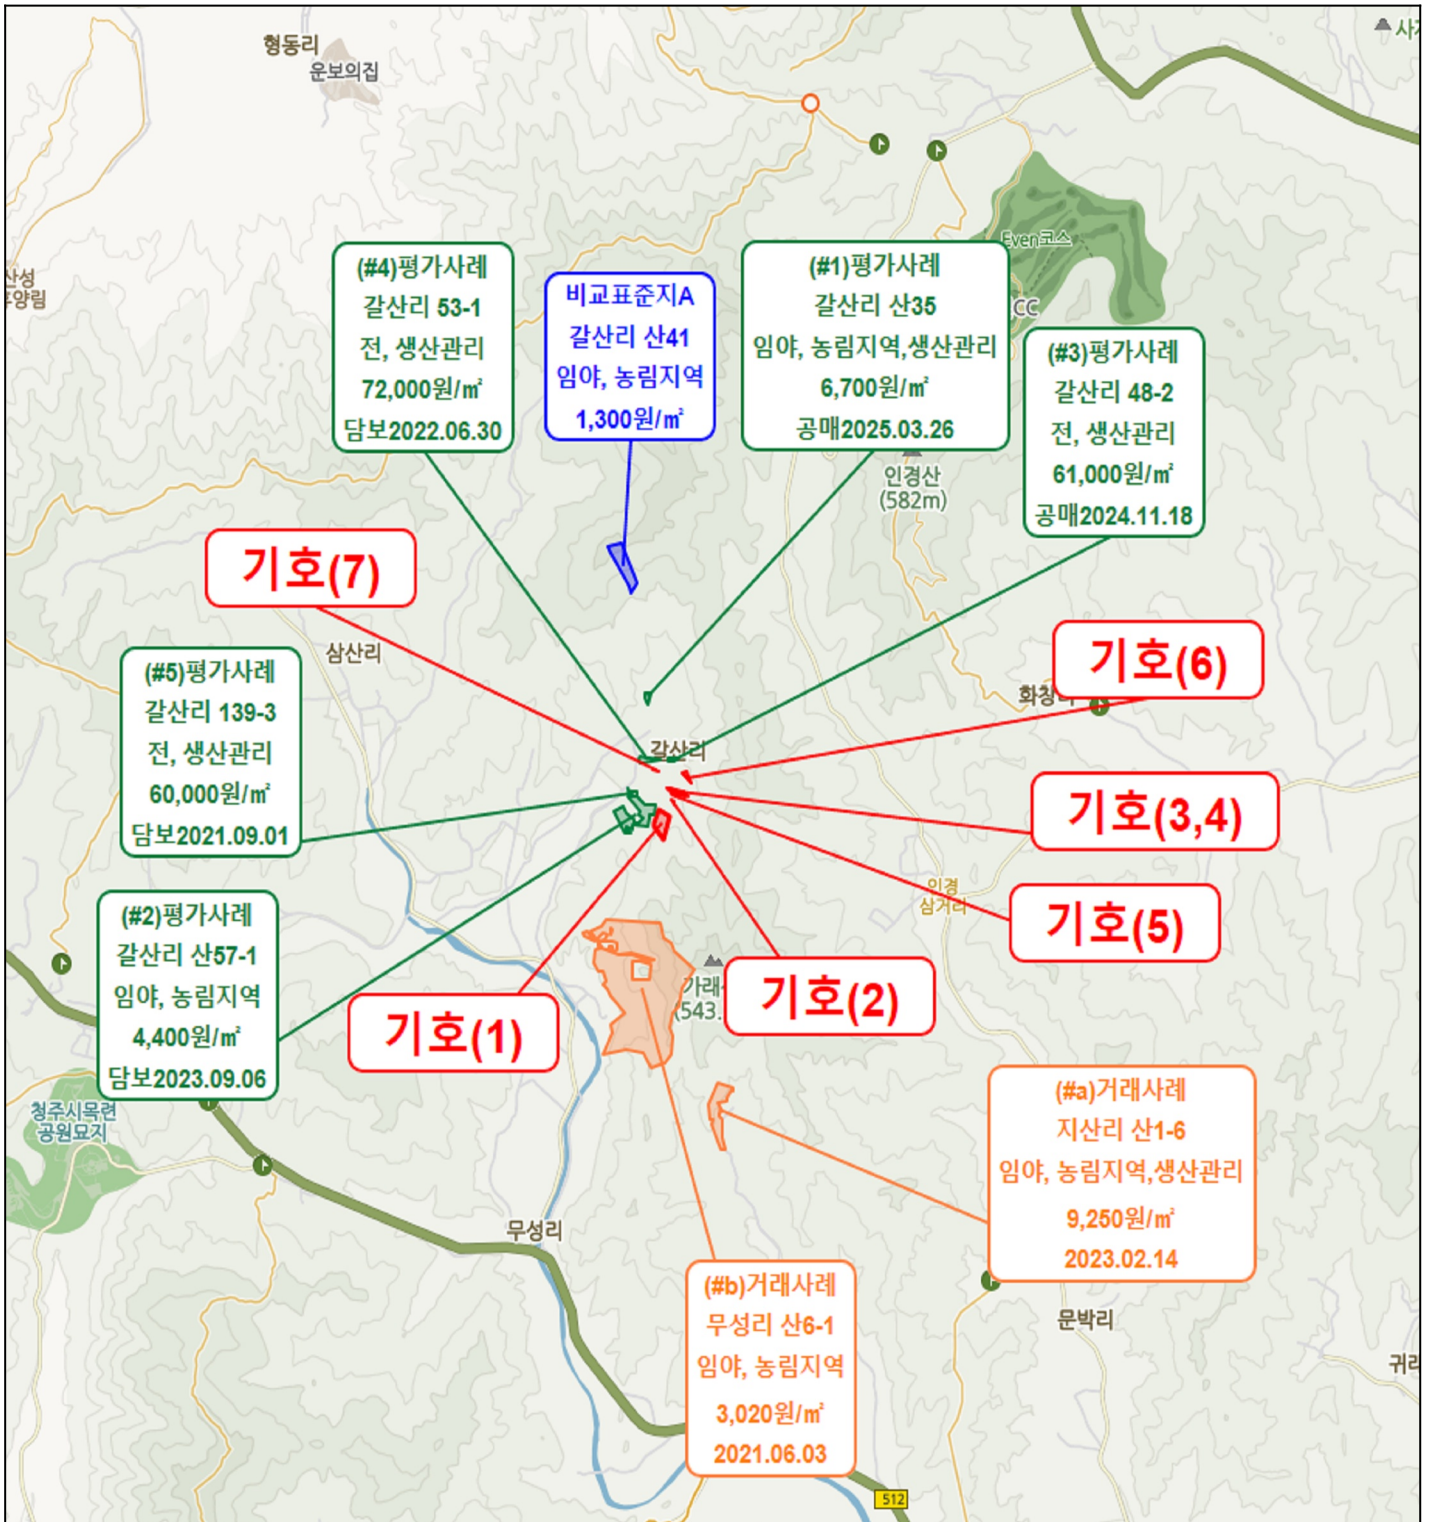 형동리
운보의집
Even코스
(#4)평가사례
갈산리 53-1
전, 생산관리
72,000원/㎡
담보2022.06.30
비교표준지A
갈산리 산41
임야, 농림지역
1,300원/㎡
(#1)평가사례
갈산리 산35
임야, 농림지역,생산관리
6,700원/㎡
공매2025.03.26
CC
(#3)평가사례
갈산리 48-2
전, 생산관리
61,000원/㎡
공매2024.11.18
인경산
(582m)
기호(7)
삼산리
기호(6)
(#5)평가사례
갈산리 139-3
전, 생산관리
60,000원/㎡
담보2021.09.01
갈산리
기호(3,4)
인경
삼거리
기호(5)
(#2)평가사례
갈산리 산57-1
임야, 농림지역
4,400원/㎡
담보2023.09.06
기호(1)
기호(2)
청주시목련
공원묘지
(#a)거래사례
지산리 산1-6
임야, 농림지역,생산관리
9,250원/㎡
2023.02.14
무성리
(#b)거래사례
무성리 산6-1
임야, 농림지역
3,020원/㎡
2021.06.03
문박리
512